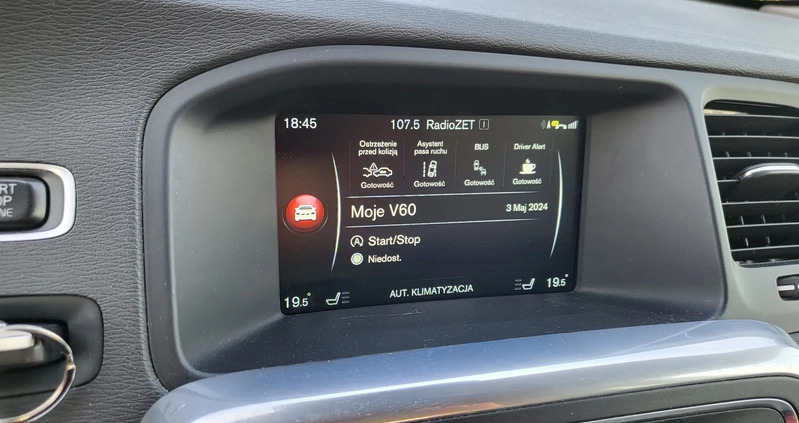 18:45 107.5 RadioZET I
Ostrzeżenie przed kolizją
Gotowość
Asystent pasa ruchu
Gotowość
BLIS
Gotowość
Driver Alert
Gotowość
Moje V60 3 Maj 2024
A Start/Stop
Niedost.
19.5° AUT. KLIMATYZACJA 19.5°